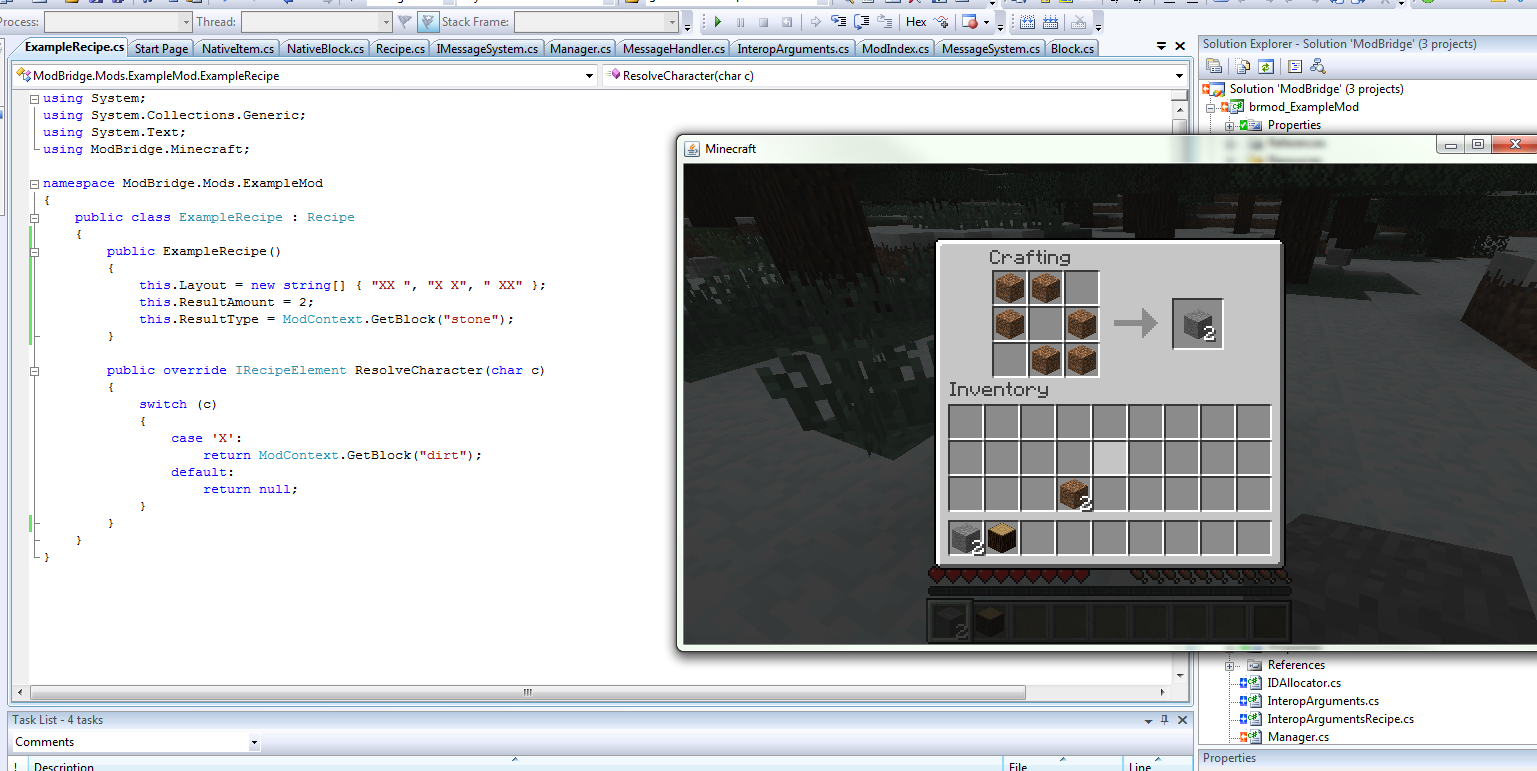 Process:
Thread:
Stack Frame:
Hex
ExampleRecipe.cs
Start Page
NativeItem.cs
NativeBlock.cs
Recipe.cs
IMessageSystem.cs
Manager.cs
MessageHandler.cs
InteropArguments.cs
ModIndex.cs
MessageSystem.cs
Block.cs
ModBridge.Mods.ExampleMod.ExampleRecipe
ResolveCharacter(char c)
using System;
using System.Collections.Generic;
using System.Text;
using ModBridge.Minecraft;
namespace ModBridge.Mods.ExampleMod
{
public class ExampleRecipe : Recipe
{
public ExampleRecipe()
{
this.Layout = new string[] { "XX ", "X X", " XX" };
this.ResultAmount = 2;
this.ResultType = ModContext.GetBlock("stone");
}
public override IRecipeElement ResolveCharacter(char c)
{
switch (c)
{
case 'X':
return ModContext.GetBlock("dirt");
default:
return null;
}
}
}
}
Minecraft
Crafting
2
Inventory
2
2
2
Solution Explorer - Solution 'ModBridge' (3 projects)
Solution 'ModBridge' (3 projects)
brmod_ExampleMod
Properties
References
IDAllocator.cs
InteropArguments.cs
InteropArgumentsRecipe.cs
Manager.cs
Properties
Task List - 4 tasks
Comments
!
Description
File
Line